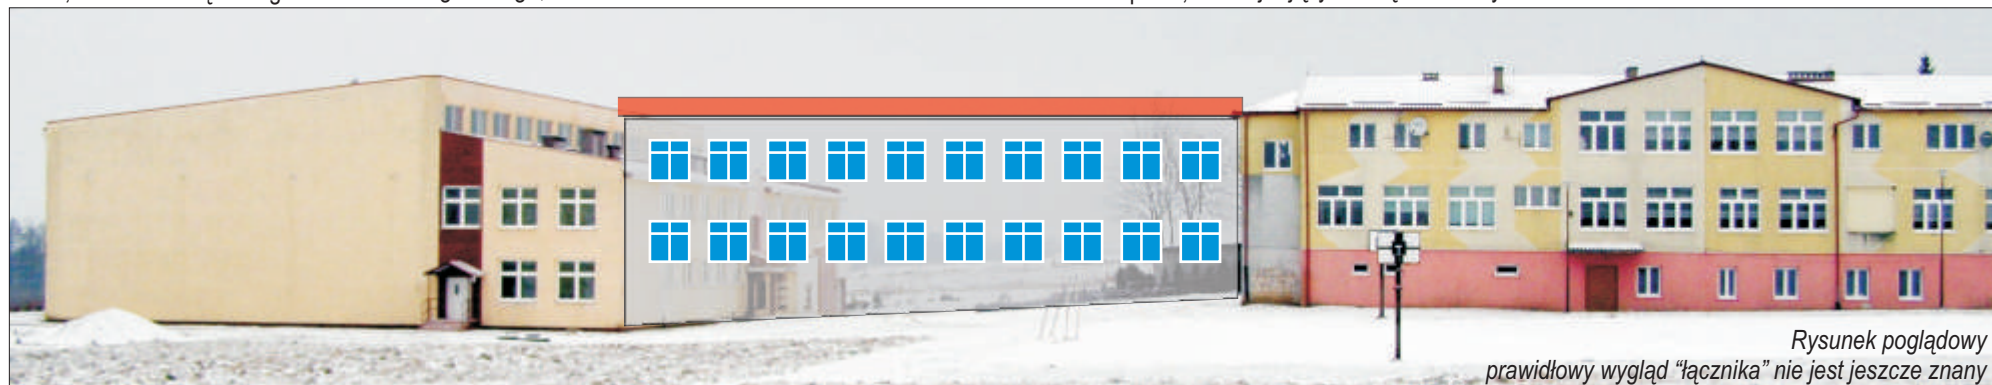 Rysunek poglądowy
prawidłowy wygląd “łącznika” nie jest jeszcze znany